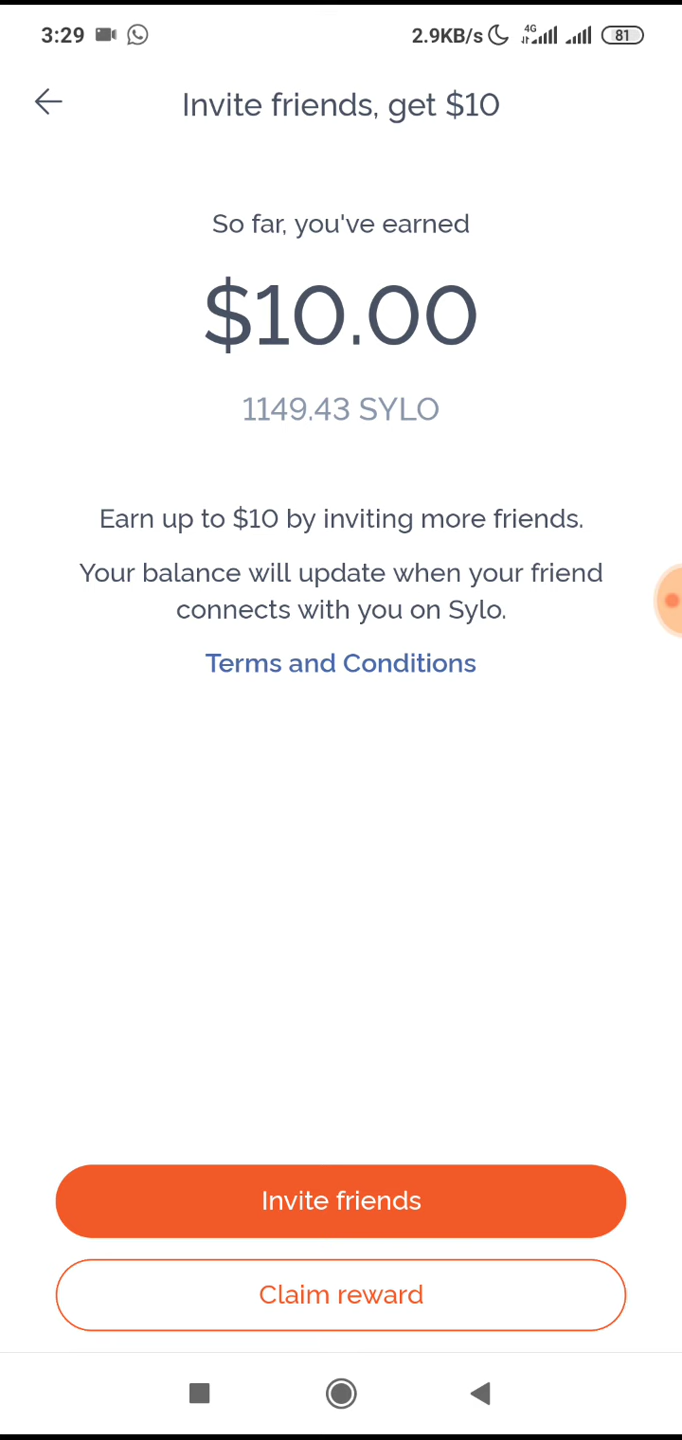 3:29 2.9KB/s 4G 81
Invite friends, get $10
So far, you've earned
$10.00
1149.43 SYLO
Earn up to $10 by inviting more friends.
Your balance will update when your friend
connects with you on Sylo.
Terms and Conditions
Invite friends
Claim reward